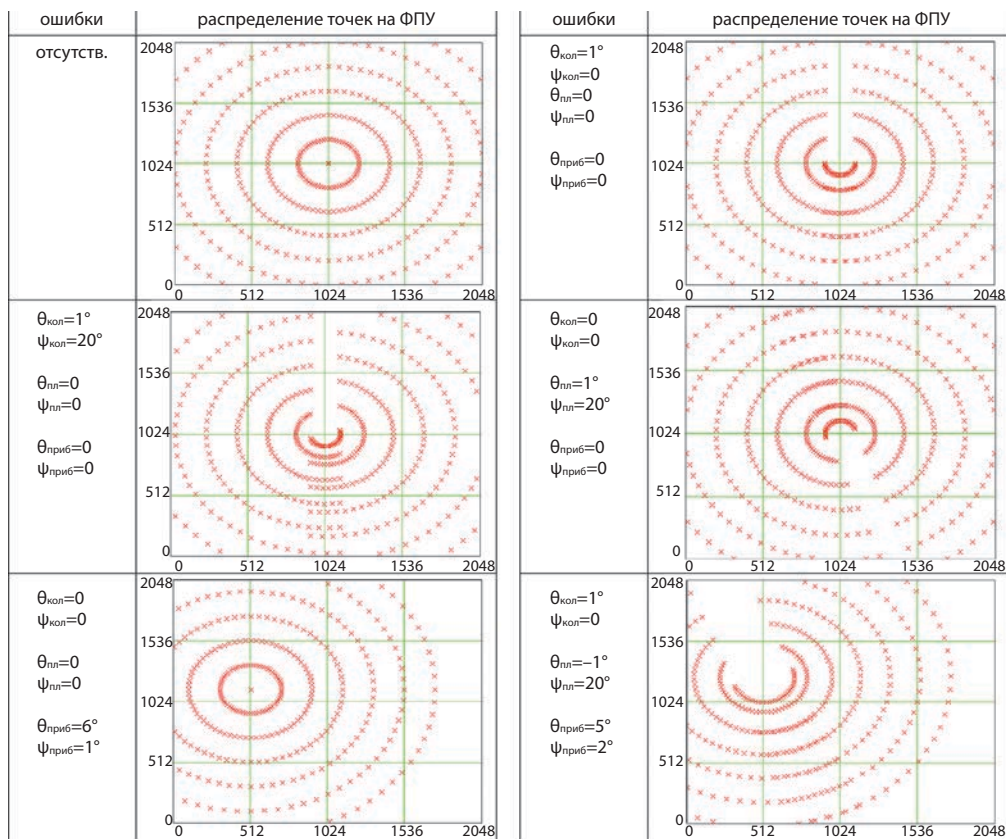 ошибки распределение точек на ФПУ
отсутств.
2048
1536
1024
512
0
0 512 1024 1536 2048
θкол=1°
ψкол=20°
θпл=0
ψпл=0
θприб=0
ψприб=0
2048
1536
1024
512
0
0 512 1024 1536 2048
θкол=0
ψкол=0
θпл=0
ψпл=0
θприб=6°
ψприб=1°
2048
1536
1024
512
0
0 512 1024 1536 2048
ошибки распределение точек на ФПУ
θкол=1°
ψкол=0
θпл=0
ψпл=0
θприб=0
ψприб=0
2048
1536
1024
512
0
0 512 1024 1536 2048
θкол=0
ψкол=0
θпл=1°
ψпл=20°
θприб=0
ψприб=0
2048
1536
1024
512
0
0 512 1024 1536 2048
θкол=1°
ψкол=0
θпл=−1°
ψпл=20°
θприб=5°
ψприб=2°
2048
1536
1024
512
0
0 512 1024 1536 2048